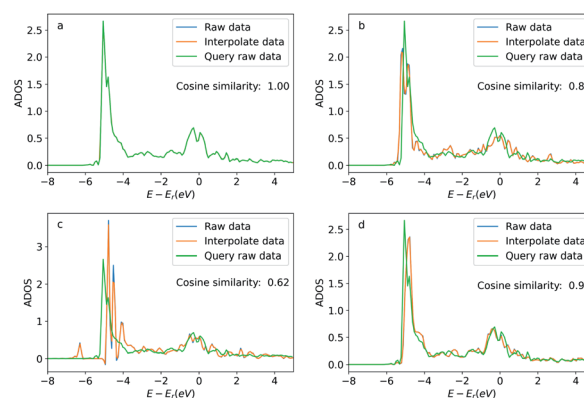 a
Raw data
Interpolate data
Query raw data
Cosine similarity: 1.00
ADOS
2.5
2.0
1.5
1.0
0.5
0.0
−8 −6 −4 −2 0 2 4
E − Er(eV)
b
Raw data
Interpolate data
Query raw data
Cosine similarity: 0.8
ADOS
2.5
2.0
1.5
1.0
0.5
0.0
−8 −6 −4 −2 0 2 4
E − Er(eV)
c
Raw data
Interpolate data
Query raw data
Cosine similarity: 0.62
ADOS
3
2
1
0
−8 −6 −4 −2 0 2 4
E − Er(eV)
d
Raw data
Interpolate data
Query raw data
Cosine similarity: 0.9
ADOS
2.5
2.0
1.5
1.0
0.5
0.0
−8 −6 −4 −2 0 2 4
E − Er(eV)